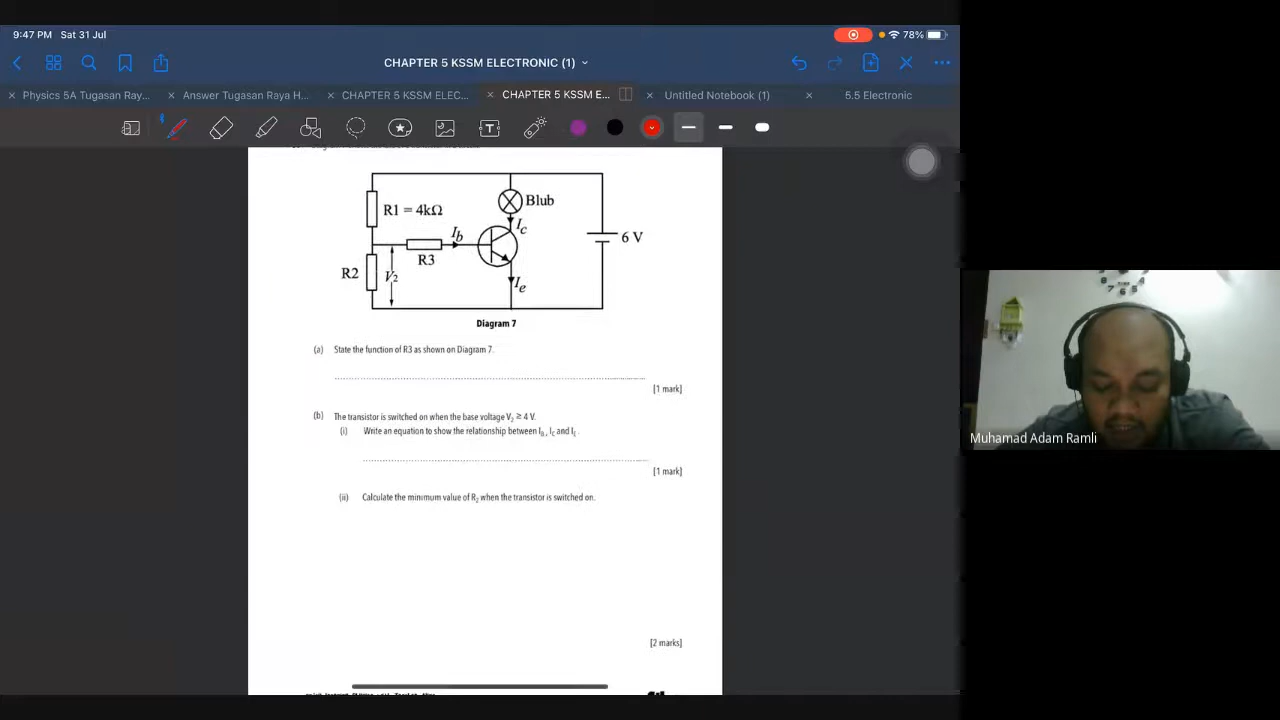 9:47 PM Sat 31 Jul
78%
CHAPTER 5 KSSM ELECTRONIC (1)
Physics 5A Tugasan Ray...
Answer Tugasan Raya H...
CHAPTER 5 KSSM ELEC...
CHAPTER 5 KSSM E...
Untitled Notebook (1)
5.5 Electronic
R1 = 4kΩ
Blub
Ic
Ib
6 V
R3
R2
V2
Ie
Diagram 7
(a) State the function of R3 as shown on Diagram 7.
[1 mark]
(b) The transistor is switched on when the base voltage V2 ≥ 4 V.
(i) Write an equation to show the relationship between IB, IC and IE.
[1 mark]
(ii) Calculate the minimum value of R2 when the transistor is switched on.
[2 marks]
Muhamad Adam Ramli